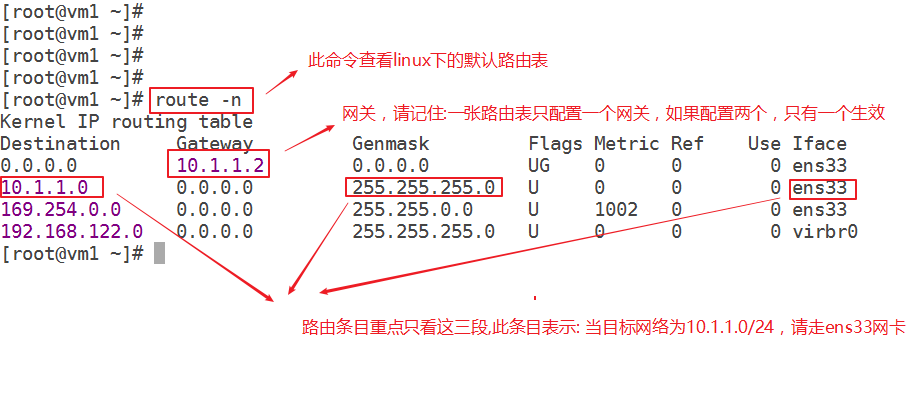 [root@vm1 ~]#
[root@vm1 ~]#
[root@vm1 ~]#
[root@vm1 ~]#
此命令查看linux下的默认路由表
[root@vm1 ~]# route -n
网关，请记住:一张路由表只配置一个网关，如果配置两个，只有一个生效
Kernel IP routing table
Destination Gateway Genmask Flags Metric Ref Use Iface
0.0.0.0 10.1.1.2 0.0.0.0 UG 0 0 0 ens33
10.1.1.0 0.0.0.0 255.255.255.0 U 0 0 0 ens33
169.254.0.0 0.0.0.0 255.255.0.0 U 1002 0 0 ens33
192.168.122.0 0.0.0.0 255.255.255.0 U 0 0 0 virbr0
[root@vm1 ~]#
路由条目重点只看这三段,此条目表示: 当目标网络为10.1.1.0/24，请走ens33网卡